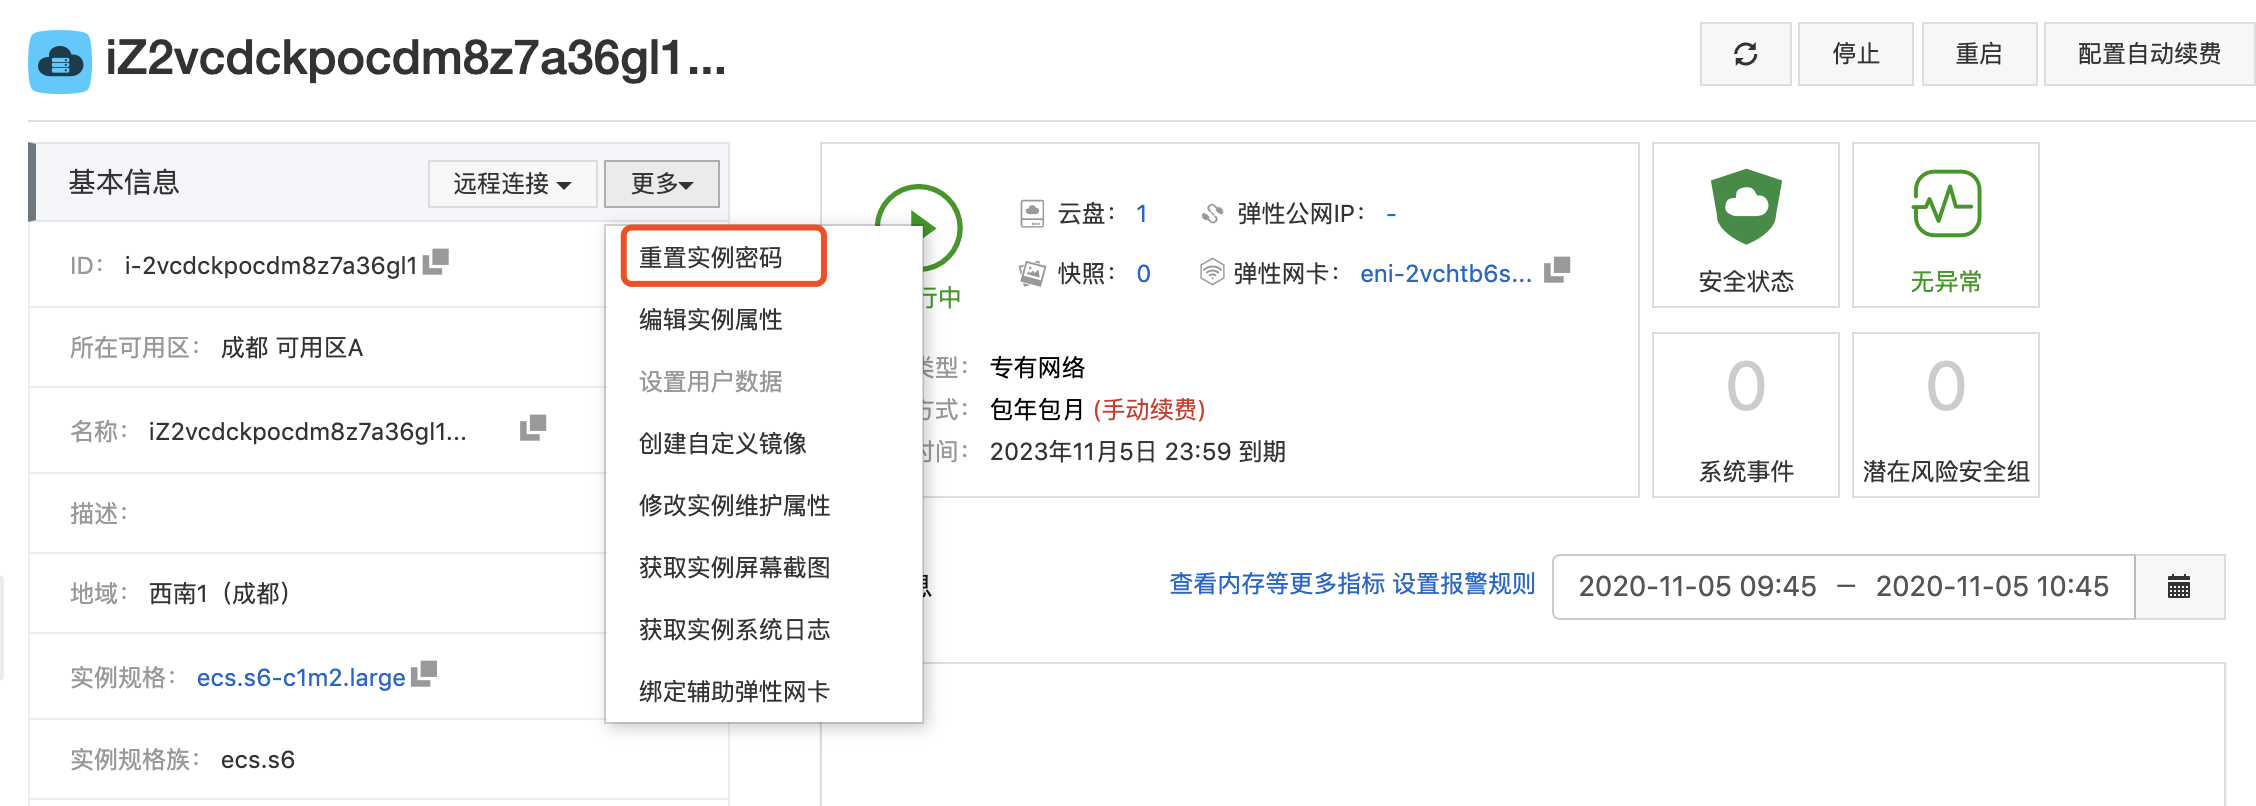 iZ2vcdckpocdm8z7a36gl1...
停止
重启
配置自动续费
基本信息
远程连接
更多
ID： i-2vcdckpocdm8z7a36gl1
所在可用区： 成都 可用区A
名称： iZ2vcdckpocdm8z7a36gl1...
描述：
地域： 西南1（成都）
实例规格： ecs.s6-c1m2.large
实例规格族： ecs.s6
重置实例密码
编辑实例属性
设置用户数据
创建自定义镜像
修改实例维护属性
获取实例屏幕截图
获取实例系统日志
绑定辅助弹性网卡
行中
云盘： 1
弹性公网IP： -
快照： 0
弹性网卡： eni-2vchtb6s...
类型： 专有网络
方式： 包年包月 (手动续费)
时间： 2023年11月5日 23:59 到期
安全状态
无异常
0
系统事件
0
潜在风险安全组
查看内存等更多指标 设置报警规则
2020-11-05 09:45 – 2020-11-05 10:45